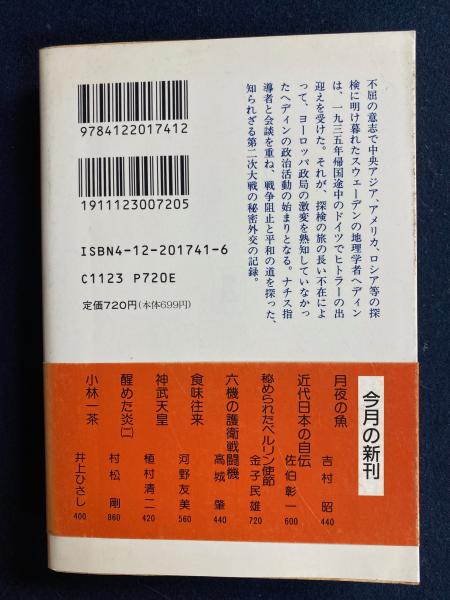 9784122017412
1911123007205
ISBN4-12-201741-6
C1123 P720E
定価720円(本体699円)
不屈の意志で中央アジア、アメリカ、ロシア等の探
検に明け暮れたスウェーデンの地理学者ヘディン
は、一九三五年帰国途中のドイツでヒトラーの出
迎えを受けた。それが、探検の旅の長い不在によ
って、ヨーロッパ政局の激変を熟知していなかっ
たヘディンの政治活動の始まりとなる。ナチス指
導者と会談を重ね、戦争阻止と平和の道を探った、
知られざる第二次大戦の秘密外交の記録。
今月の新刊
月夜の魚 吉村 昭 440
近代日本の自伝 佐伯彰一 600
秘められたベルリン使節 金子民雄 720
六機の護衛戦闘機 高城 肇 440
食味往来 河野友美 560
神武天皇 植村清二 420
醒めた炎(二) 村松 剛 860
小林一茶 井上ひさし 400